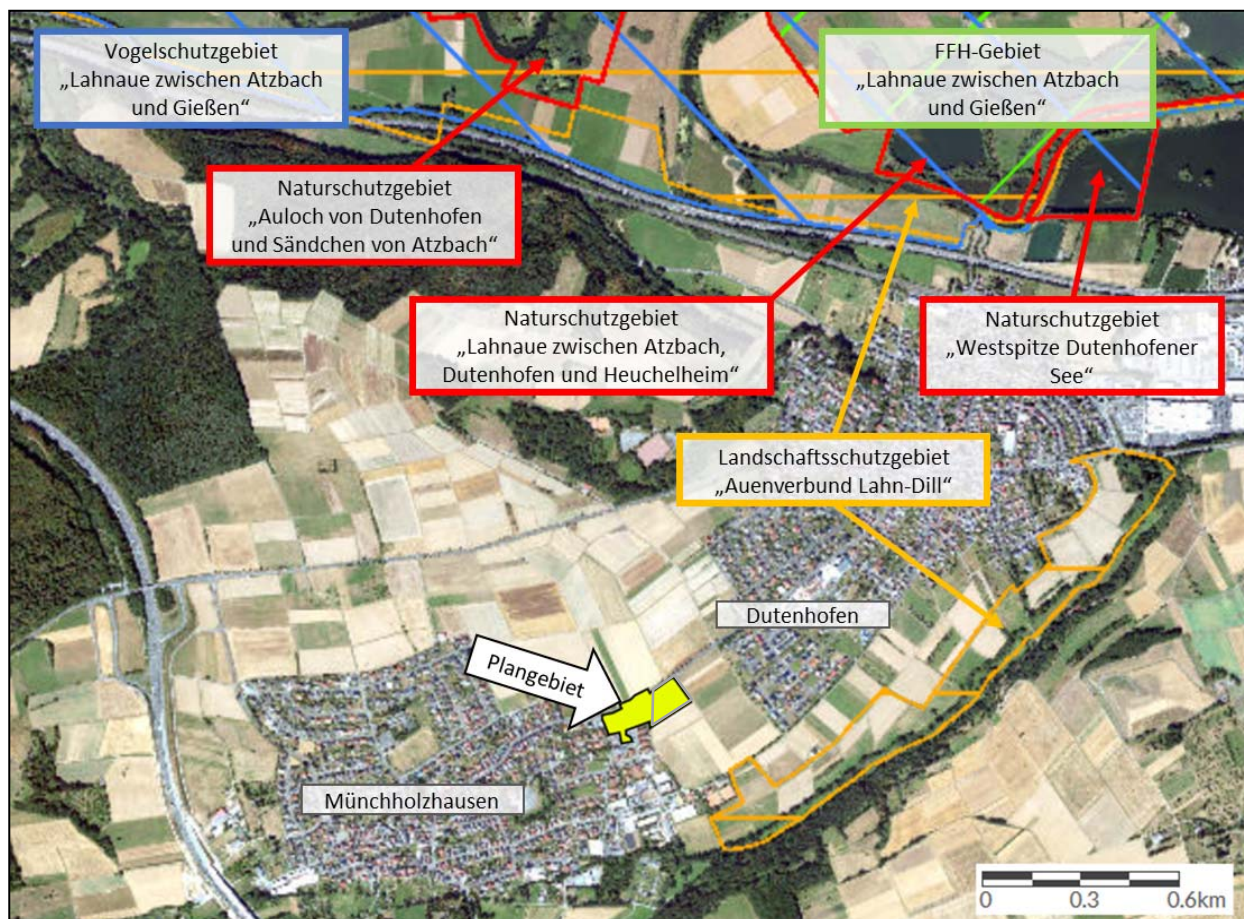 Vogelschutzgebiet
„Lahnaue zwischen Atzbach
und Gießen“
FFH-Gebiet
„Lahnaue zwischen Atzbach
und Gießen“
Naturschutzgebiet
„Auloch von Dutenhofen
und Sändchen von Atzbach“
Naturschutzgebiet
„Lahnaue zwischen Atzbach,
Dutenhofen und Heuchelheim“
Naturschutzgebiet
„Westspitze Dutenhofener
See“
Landschaftsschutzgebiet
„Auenverbund Lahn-Dill“
Dutenhofen
Plangebiet
Münchholzhausen
0 0.3 0.6km